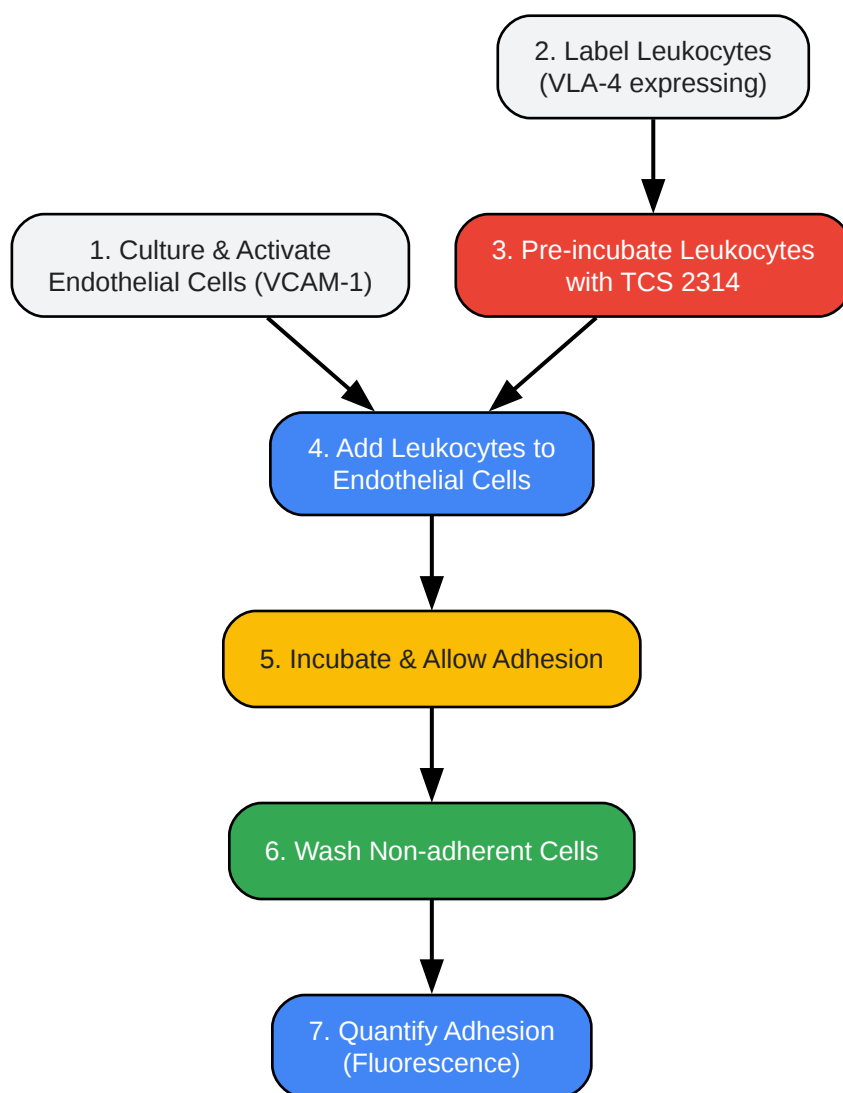 2. Label Leukocytes
(VLA-4 expressing)
1. Culture & Activate
Endothelial Cells (VCAM-1)
3. Pre-incubate Leukocytes
with TCS 2314
4. Add Leukocytes to
Endothelial Cells
5. Incubate & Allow Adhesion
6. Wash Non-adherent Cells
7. Quantify Adhesion
(Fluorescence)